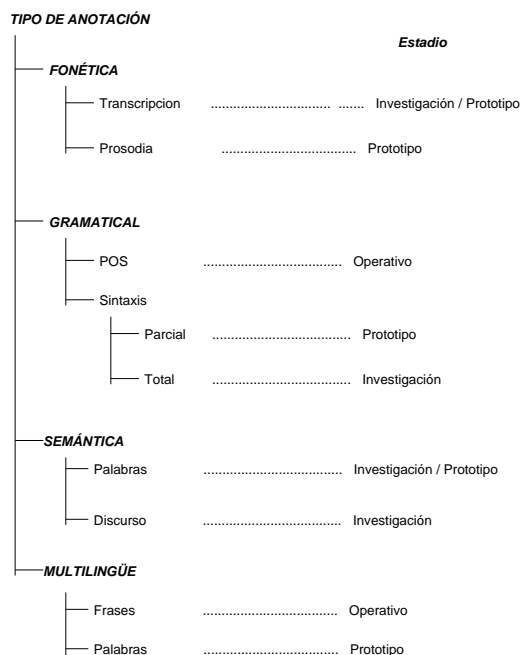 TIPO DE ANOTACIÓN
Estadio
FONÉTICA
Transcripcion ................................ ....... Investigación / Prototipo
Prosodia .................................... Prototipo
GRAMATICAL
POS ..................................... Operativo
Sintaxis
Parcial ..................................... Prototipo
Total ..................................... Investigación
SEMÁNTICA
Palabras ..................................... Investigación / Prototipo
Discurso ..................................... Investigación
MULTILINGÜE
Frases .................................... Operativo
Palabras .................................... Prototipo